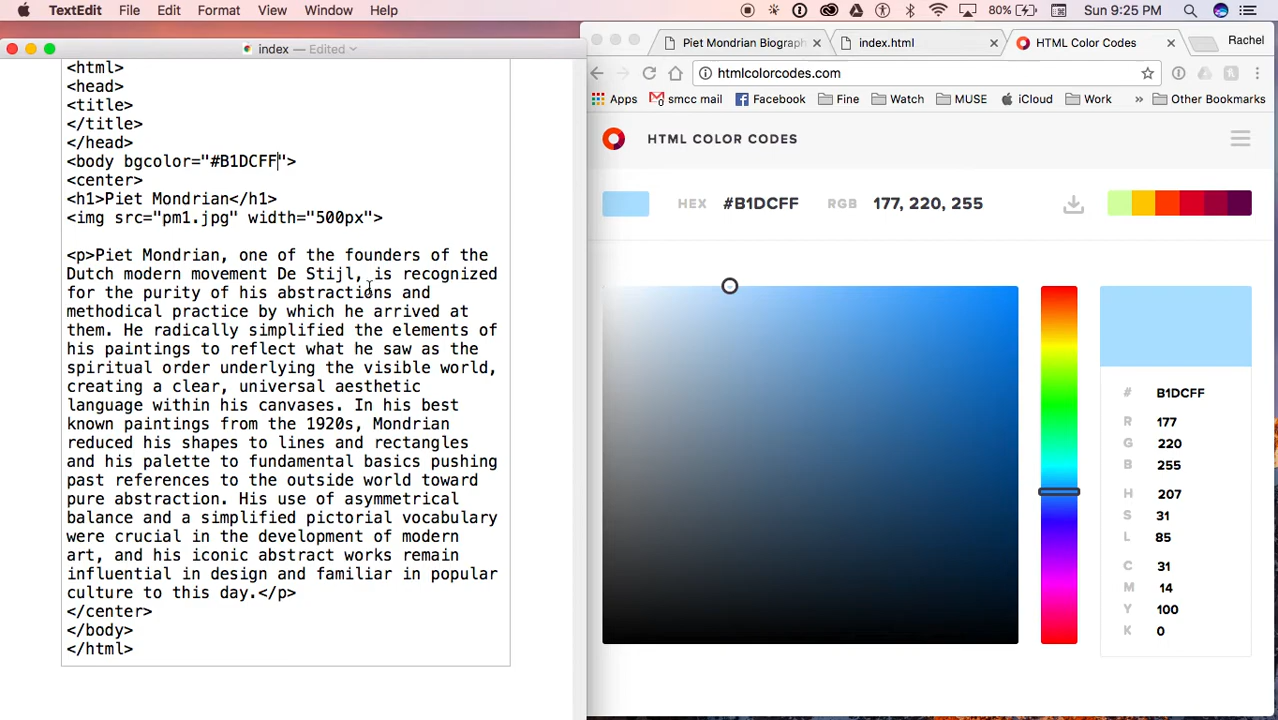 TextEdit File Edit Format View Window Help
80% Sun 9:25 PM
index — Edited
<html>
<head>
<title>
</title>
</head>
<body bgcolor="#B1DCFF">
<center>
<h1>Piet Mondrian</h1>
<img src="pm1.jpg" width="500px">
<p>Piet Mondrian, one of the founders of the
Dutch modern movement De Stijl, is recognized
for the purity of his abstractions and
methodical practice by which he arrived at
them. He radically simplified the elements of
his paintings to reflect what he saw as the
spiritual order underlying the visible world,
creating a clear, universal aesthetic
language within his canvases. In his best
known paintings from the 1920s, Mondrian
reduced his shapes to lines and rectangles
and his palette to fundamental basics pushing
past references to the outside world toward
pure abstraction. His use of asymmetrical
balance and a simplified pictorial vocabulary
were crucial in the development of modern
art, and his iconic abstract works remain
influential in design and familiar in popular
culture to this day.</p>
</center>
</body>
</html>
Piet Mondrian Biograph
index.html
HTML Color Codes
Rachel
htmlcolorcodes.com
Apps smcc mail Facebook Fine Watch MUSE iCloud Work » Other Bookmarks
HTML COLOR CODES
HEX #B1DCFF RGB 177, 220, 255
# B1DCFF
R 177
G 220
B 255
H 207
S 31
L 85
C 31
M 14
Y 100
K 0